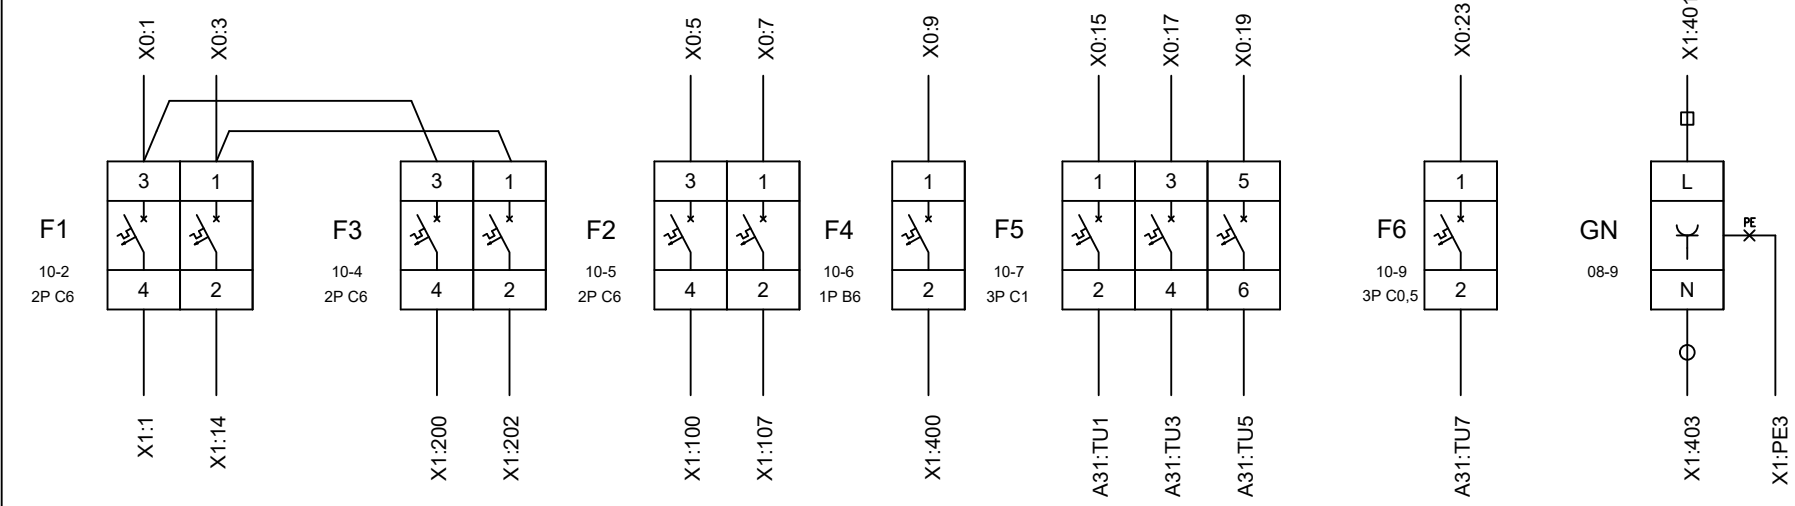 X0:1
X0:3
X0:5
X0:7
X0:9
X0:15
X0:17
X0:19
X0:23
X1:401
F1
10-2
2P C6
3
1
4
2
F3
10-4
2P C6
3
1
4
2
F2
10-5
2P C6
3
1
4
2
F4
10-6
1P B6
1
2
F5
10-7
3P C1
1
3
5
2
4
6
F6
10-9
3P C0,5
1
2
GN
08-9
L
N
PE
X1:1
X1:14
X1:200
X1:202
X1:100
X1:107
X1:400
A31:TU1
A31:TU3
A31:TU5
A31:TU7
X1:403
X1:PE3